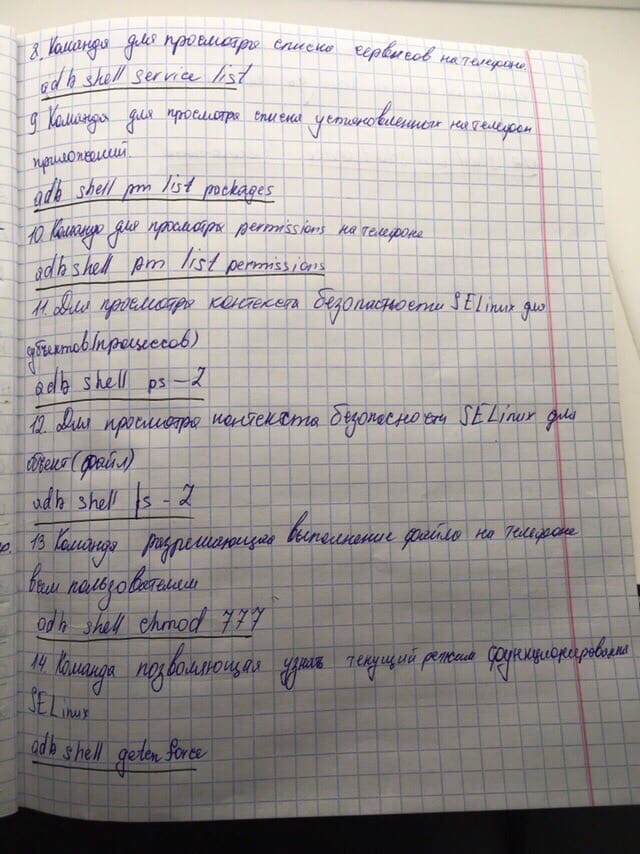 8. Команда для просмотра списка сервисов на телефоне.
adb shell service list
9 Команда для просмотра списка установленных на телефон
приложений.
adb shell pm list packages
10 Команда для просмотра permissions на телефоне
adb shell pm list permissions
11. Для просмотра контекста безопасности SELinux для
субъектов (процессов)
adb shell ps -Z
12. Для просмотра контекста безопасности SELinux для
объект (файл)
adb shell ls -Z
13 Команда разрешающая выполнение файла на телефоне
всем пользователем
adb shell chmod 777
14. Команда позволяющая узнать текущий режим функционирования
SELinux
adb shell getenforce